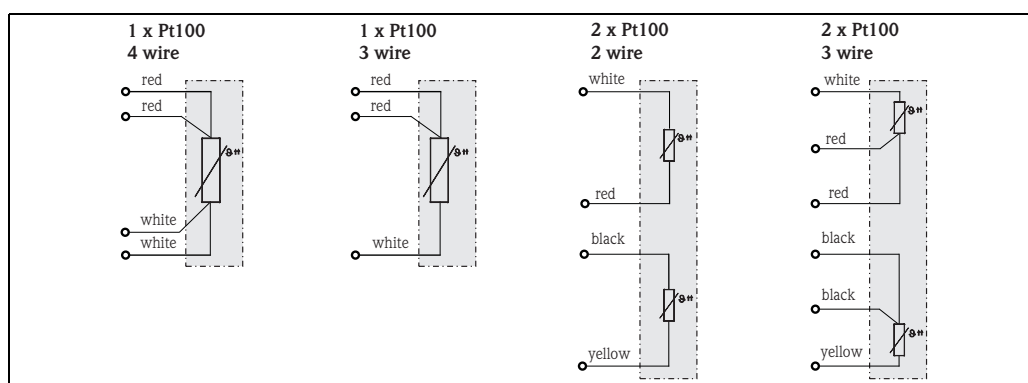 1 x Pt100
4 wire
red
red
ϑ
white
white
1 x Pt100
3 wire
red
red
ϑ
white
2 x Pt100
2 wire
white
ϑ
red
black
ϑ
yellow
2 x Pt100
3 wire
white
ϑ
red
red
black
black
ϑ
yellow